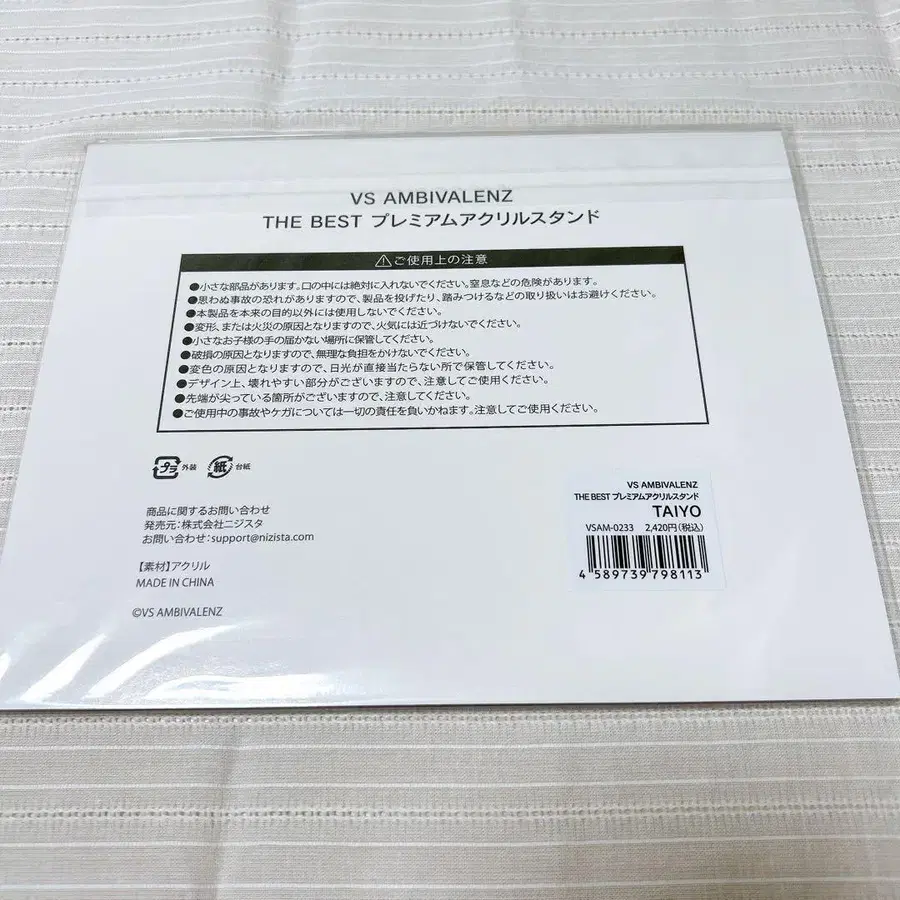 VS AMBIVALENZ
THE BEST プレミアムアクリルスタンド
⚠ご使用上の注意
●小さな部品があります。口の中には絶対に入れないでください。窒息などの危険があります。
●思わぬ事故の恐れがありますので、製品を投げたり、踏みつけるなどの取り扱いはお避けください。
●本製品を本来の目的以外には使用しないでください。
●変形、または火災の原因となりますので、火気には近づけないでください。
●小さなお子様の手の届かない場所に保管してください。
●破損の原因となりますので、無理な負担をかけないでください。
●変色の原因となりますので、日光が直接当たらない所で保管してください。
●デザイン上、壊れやすい部分がございますので、注意してご使用ください。
●先端が尖っている箇所がございますので、注意してください。
●ご使用中の事故やケガについては一切の責任を負いかねます。注意してご使用ください。
プラ 外装 紙 台紙
商品に関するお問い合わせ
発売元:株式会社ニジスタ
お問い合わせ:support@nizista.com
【素材】アクリル
MADE IN CHINA
©VS AMBIVALENZ
VS AMBIVALENZ
THE BEST プレミアムアクリルスタンド
TAIYO
VSAM-0233 2,420円(税込)
4 589739 798113